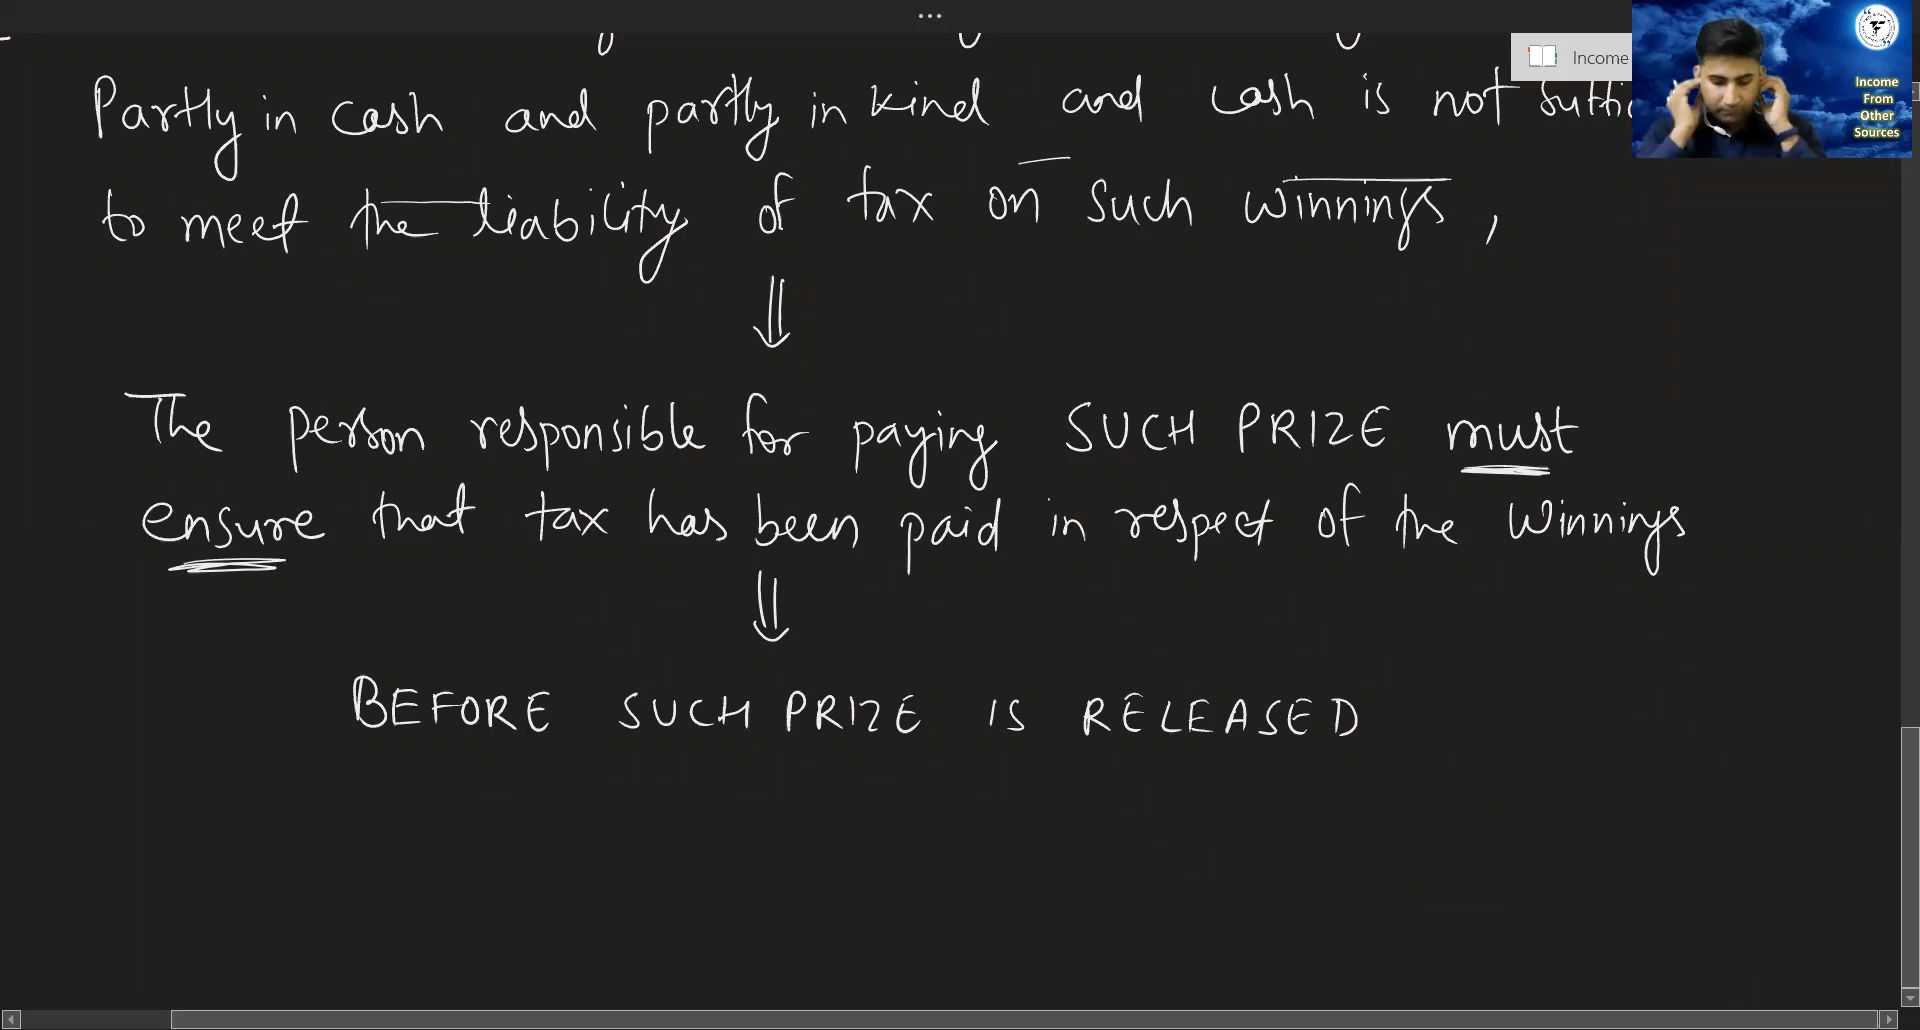 Income
Income
From
Other
Sources
Partly in cash and partly in kind and cash is not
to meet the liability of tax on such winnings,
The person responsible for paying SUCH PRIZE must
ensure that tax has been paid in respect of the winnings
BEFORE SUCH PRIZE IS RELEASED